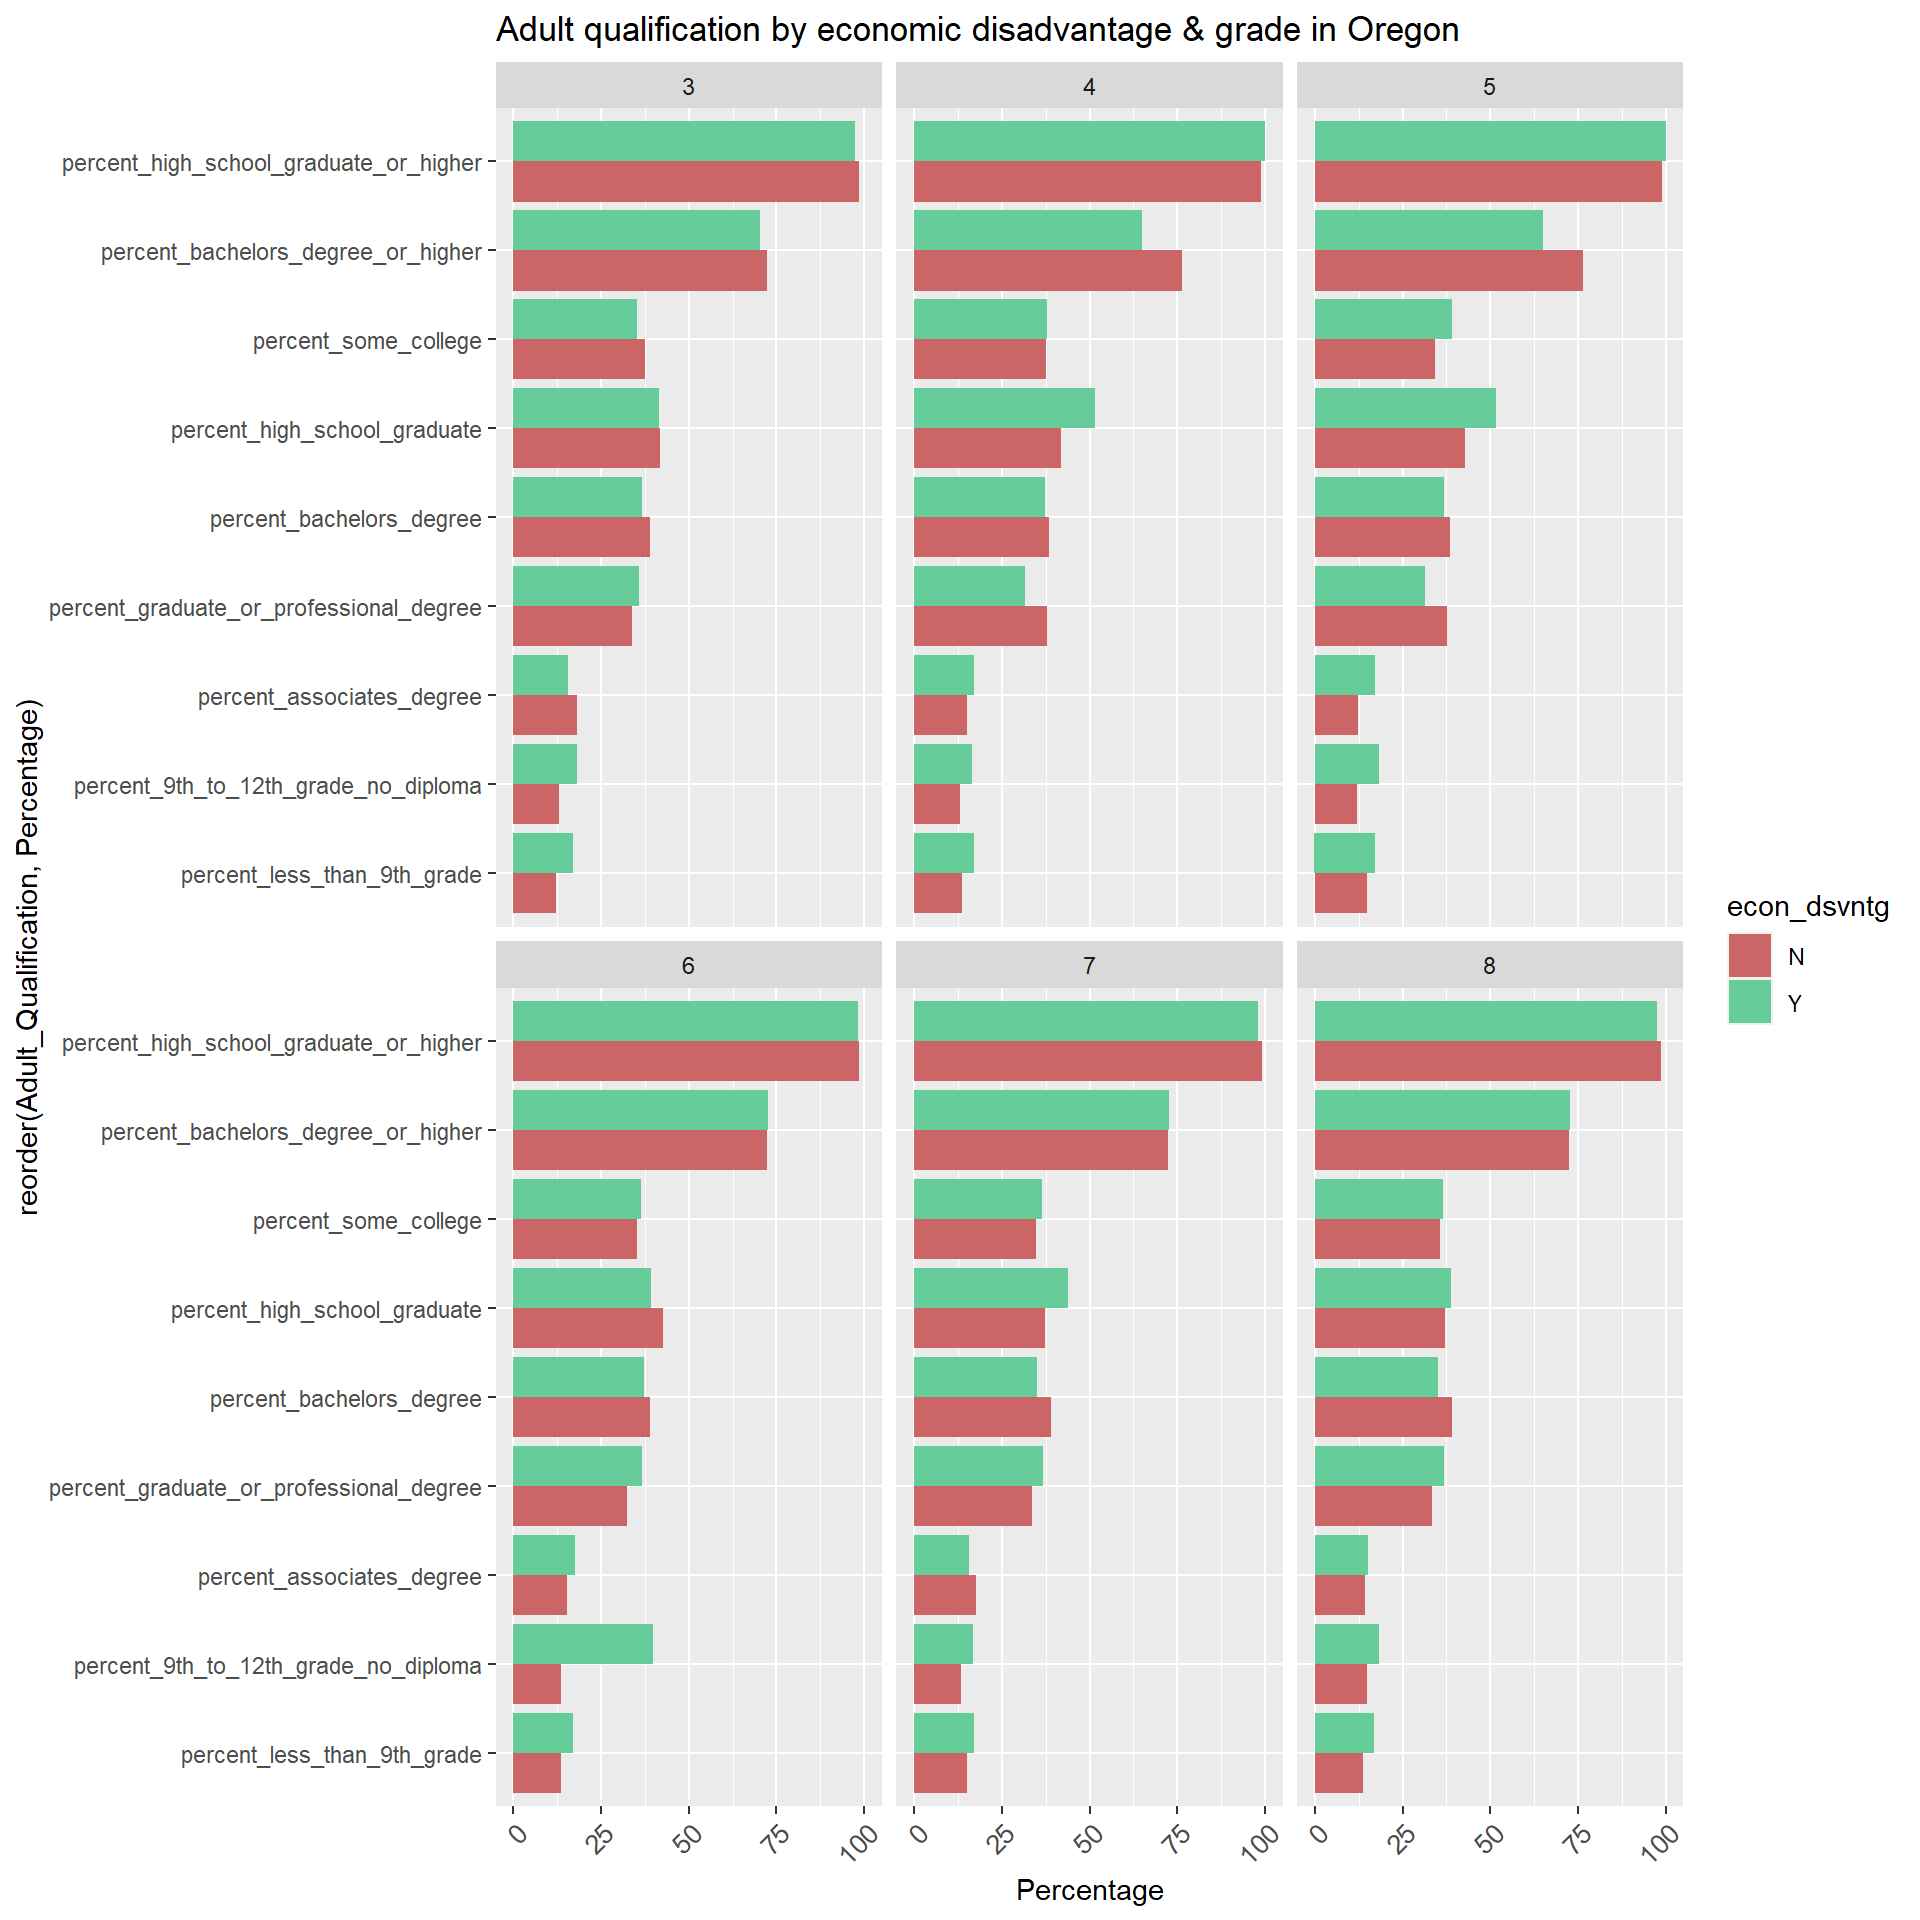 Adult qualification by economic disadvantage & grade in Oregon
3
4
5
percent_high_school_graduate_or_higher
percent_bachelors_degree_or_higher
percent_some_college
percent_high_school_graduate
percent_bachelors_degree
percent_graduate_or_professional_degree
percent_associates_degree
percent_9th_to_12th_grade_no_diploma
percent_less_than_9th_grade
6
7
8
percent_high_school_graduate_or_higher
percent_bachelors_degree_or_higher
percent_some_college
percent_high_school_graduate
percent_bachelors_degree
percent_graduate_or_professional_degree
percent_associates_degree
percent_9th_to_12th_grade_no_diploma
percent_less_than_9th_grade
0 25 50 75 100
0 25 50 75 100
0 25 50 75 100
Percentage
reorder(Adult_Qualification, Percentage)
econ_dsvntg
N
Y